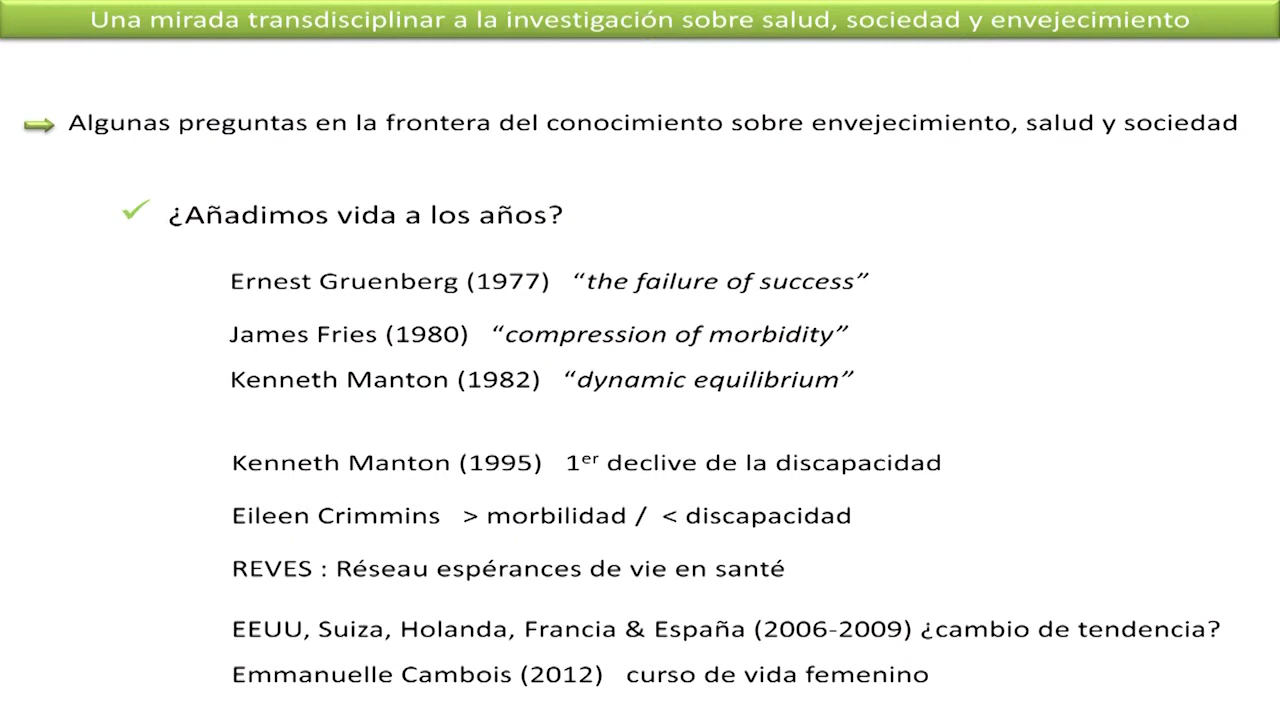 Una mirada transdisciplinar a la investigación sobre salud, sociedad y envejecimiento
Algunas preguntas en la frontera del conocimiento sobre envejecimiento, salud y sociedad
¿Añadimos vida a los años?
Ernest Gruenberg (1977) “the failure of success”
James Fries (1980) “compression of morbidity”
Kenneth Manton (1982) “dynamic equilibrium”
Kenneth Manton (1995) 1er declive de la discapacidad
Eileen Crimmins > morbilidad / < discapacidad
REVES : Réseau espérances de vie en santé
EEUU, Suiza, Holanda, Francia & España (2006-2009) ¿cambio de tendencia?
Emmanuelle Cambois (2012) curso de vida femenino